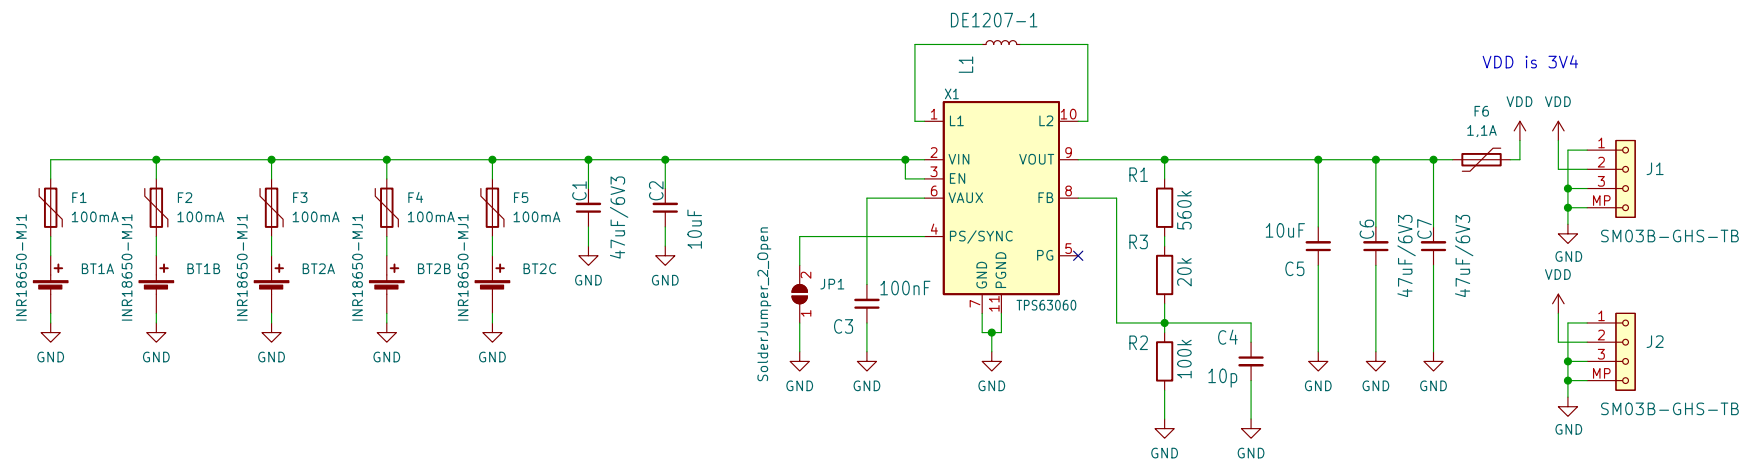 DE1207-1
L1
VDD is 3V4
X1
1
L1
L2
10
2
VIN
VOUT
9
3
EN
6
VAUX
FB
8
4
PS/SYNC
PG
5
GND
PGND
7
11
TPS63060
F1
100mA
F2
100mA
F3
100mA
F4
100mA
F5
100mA
INR18650-MJ1
INR18650-MJ1
INR18650-MJ1
INR18650-MJ1
INR18650-MJ1
+
BT1A
+
BT1B
+
BT2A
+
BT2B
+
BT2C
GND
GND
GND
GND
GND
C1
47uF/6V3
GND
C2
10uF
GND
SolderJumper_2_Open
2
JP1
1
GND
100nF
C3
GND
GND
R1
560k
R3
20k
R2
100k
GND
C4
10p
GND
10uF
C5
GND
C6
47uF/6V3
GND
C7
47uF/6V3
GND
F6
1,1A
VDD
VDD
1
2
3
MP
J1
SM03B-GHS-TB
GND
VDD
1
2
3
MP
J2
SM03B-GHS-TB
GND